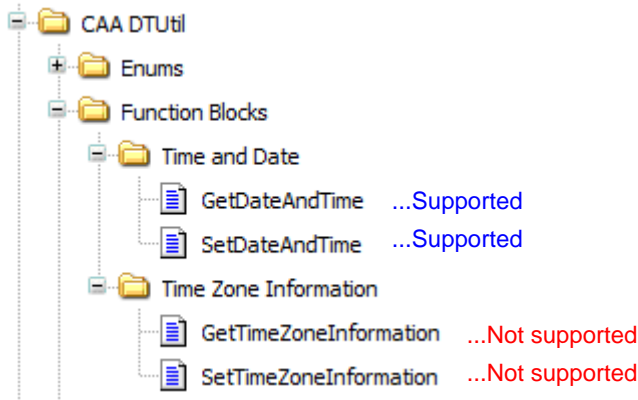 CAA DTUtil
Enums
Function Blocks
Time and Date
GetDateAndTime ...Supported
SetDateAndTime ...Supported
Time Zone Information
GetTimeZoneInformation ...Not supported
SetTimeZoneInformation ...Not supported